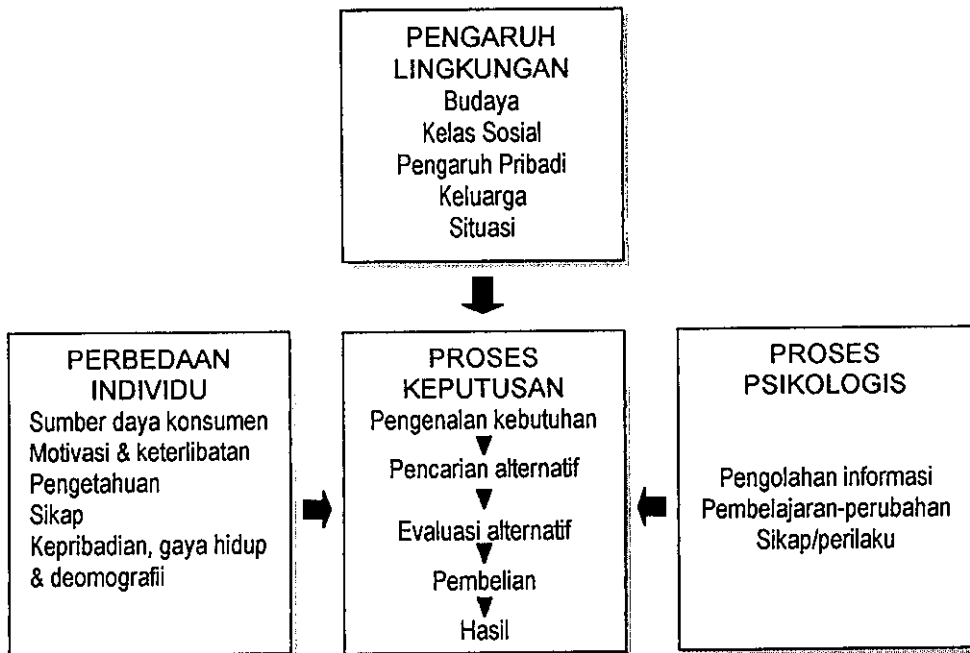 PENGARUH
LINGKUNGAN
Budaya
Kelas Sosial
Pengaruh Pribadi
Keluarga
Situasi
PERBEDAAN
INDIVIDU
Sumber daya konsumen
Motivasi & keterlibatan
Pengetahuan
Sikap
Kepribadian, gaya hidup
& deomografii
PROSES
KEPUTUSAN
Pengenalan kebutuhan
Pencarian alternatif
Evaluasi alternatif
Pembelian
Hasil
PROSES
PSIKOLOGIS
Pengolahan informasi
Pembelajaran-perubahan
Sikap/perilaku